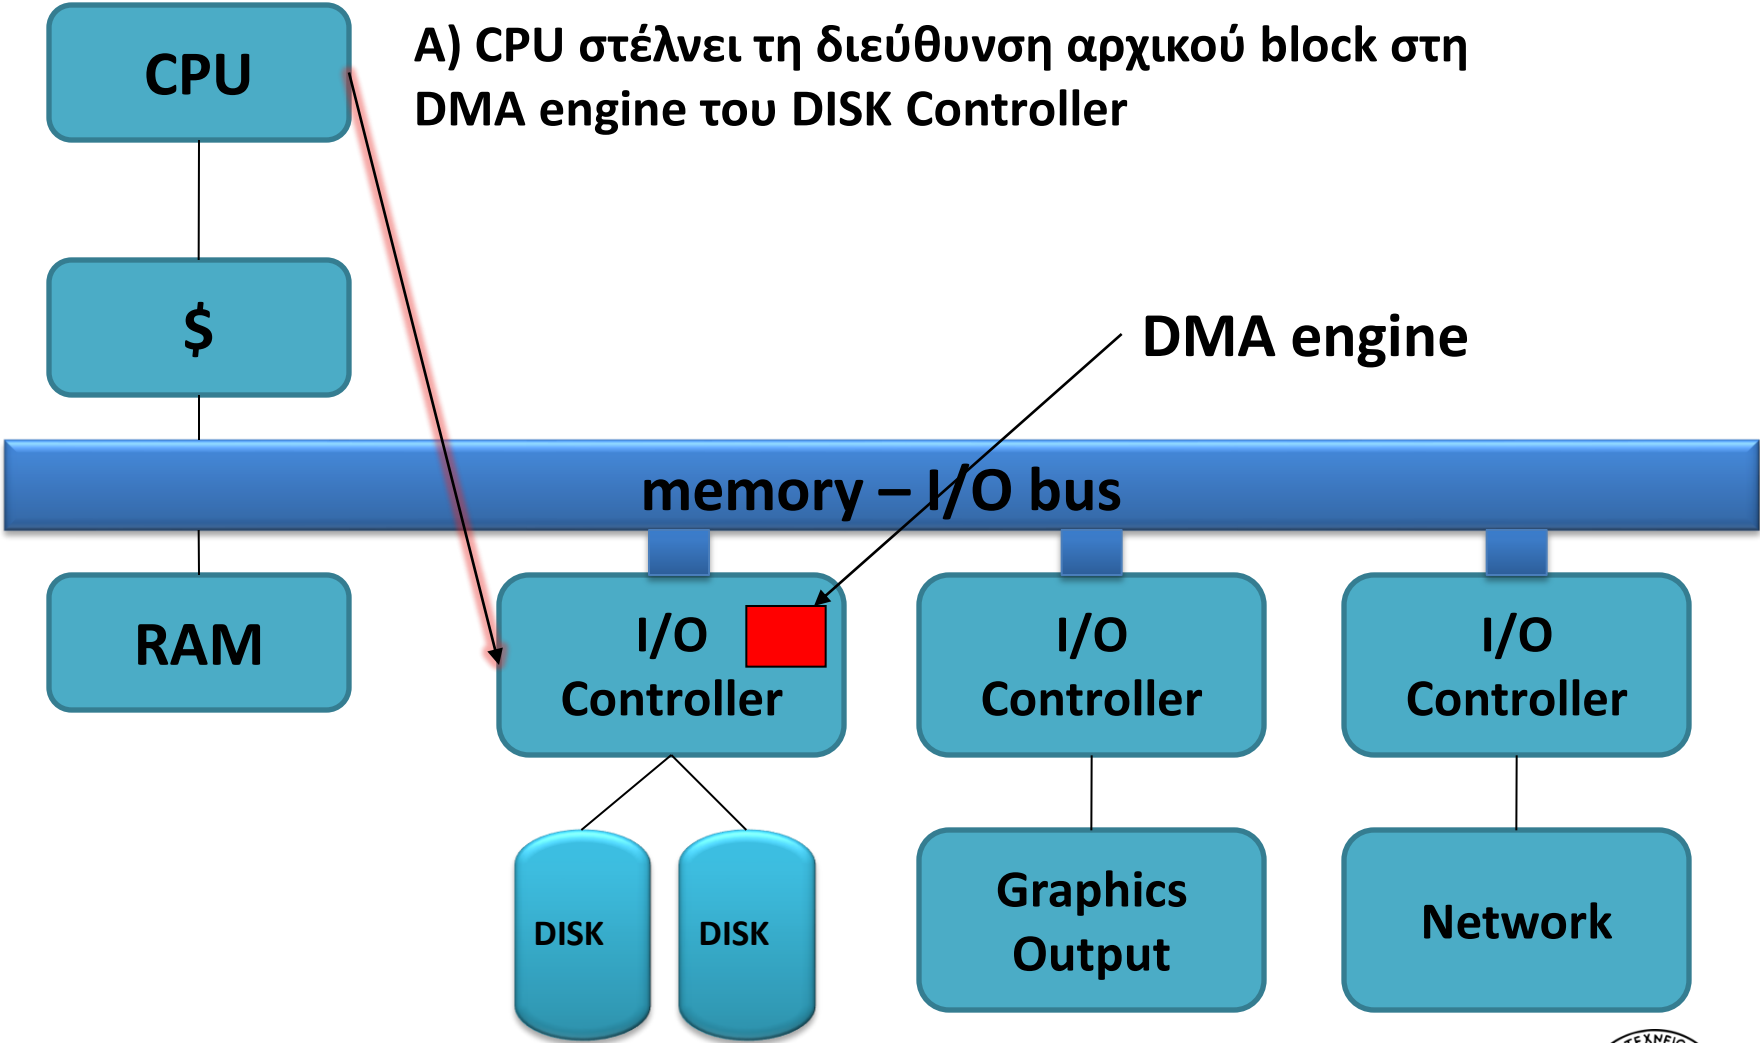 CPU
Α) CPU στέλνει τη διεύθυνση αρχικού block στη
DMA engine του DISK Controller
$
DMA engine
memory – I/O bus
RAM
I/O
Controller
I/O
Controller
I/O
Controller
DISK
DISK
Graphics
Output
Network